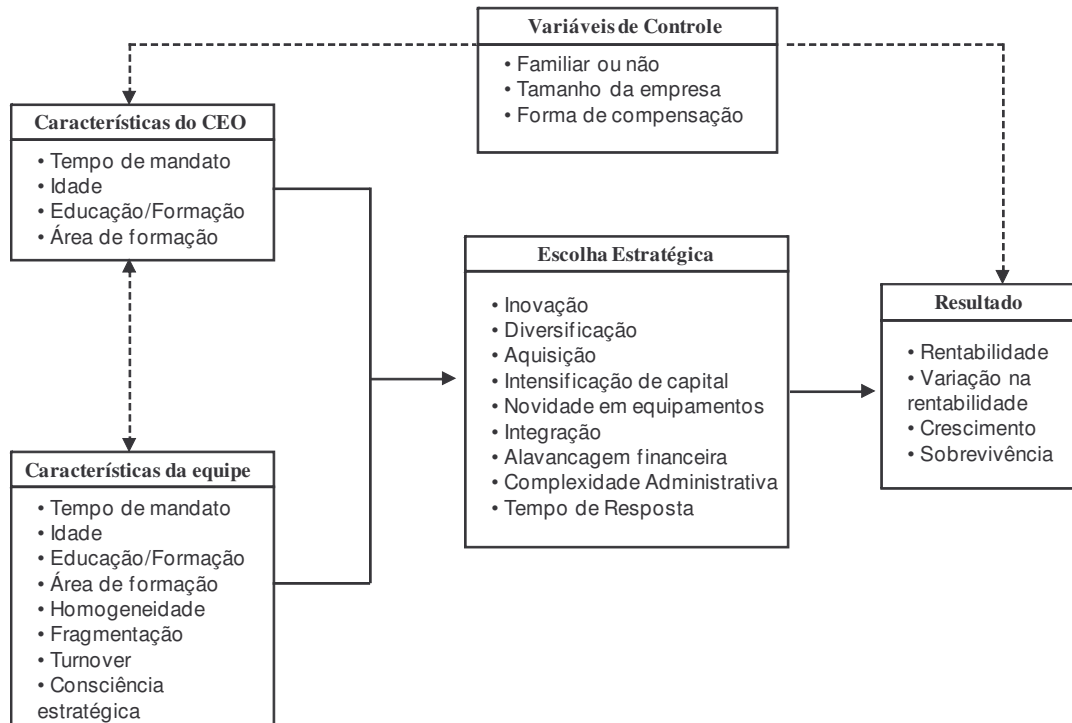 Variáveis de Controle
• Familiar ou não
• Tamanho da empresa
• Forma de compensação
Características do CEO
• Tempo de mandato
• Idade
• Educação/Formação
• Área de formação
Escolha Estratégica
• Inovação
• Diversificação
• Aquisição
• Intensificação de capital
• Novidade em equipamentos
• Integração
• Alavancagem financeira
• Complexidade Administrativa
• Tempo de Resposta
Resultado
• Rentabilidade
• Variação na
rentabilidade
• Crescimento
• Sobrevivência
Características da equipe
• Tempo de mandato
• Idade
• Educação/Formação
• Área de formação
• Homogeneidade
• Fragmentação
• Turnover
• Consciência
estratégica